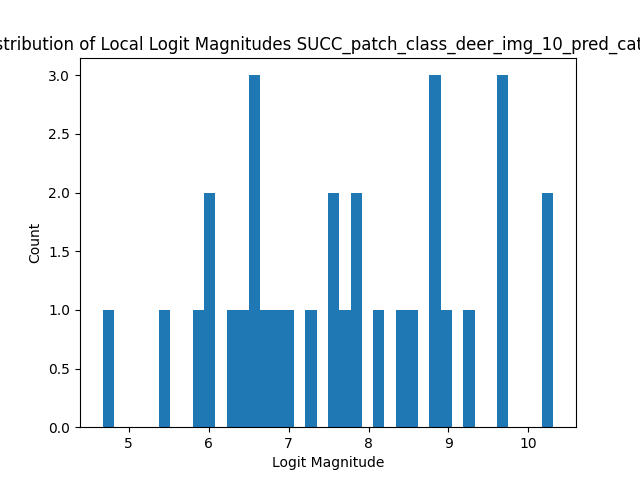 stribution of Local Logit Magnitudes SUCC_patch_class_deer_img_10_pred_cat
3.0
2.5
2.0
1.5
1.0
0.5
0.0
Count
5 6 7 8 9 10
Logit Magnitude